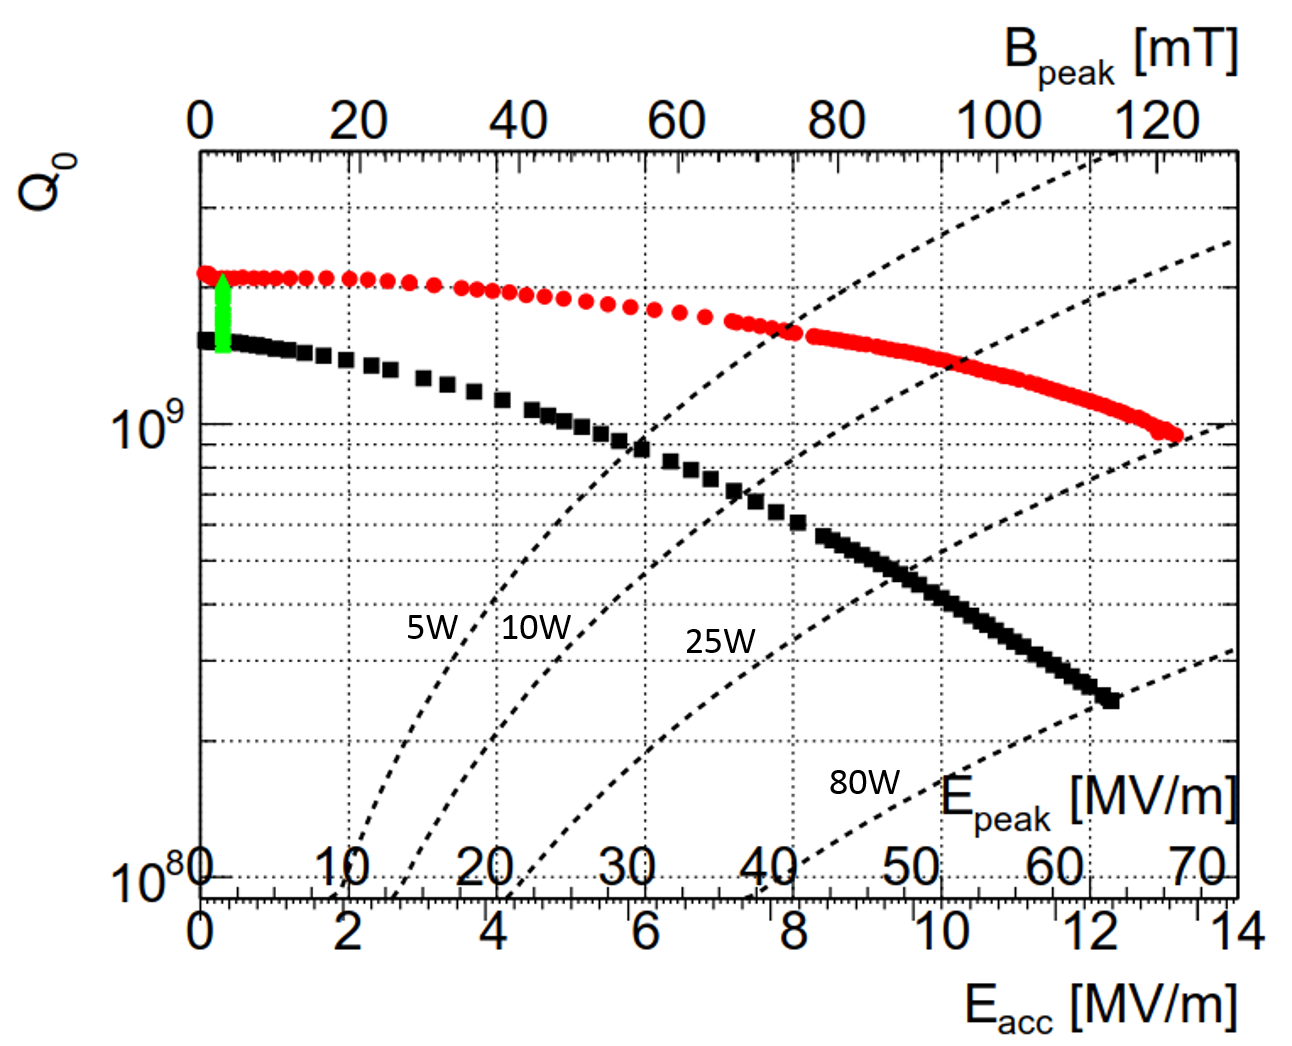 B_peak [mT]
0 20 40 60 80 100 120
Q_0
10^9
5W 10W 25W
80W
E_peak [MV/m]
10^8
0 10 20 30 40 50 60 70
0 2 4 6 8 10 12 14
E_acc [MV/m]